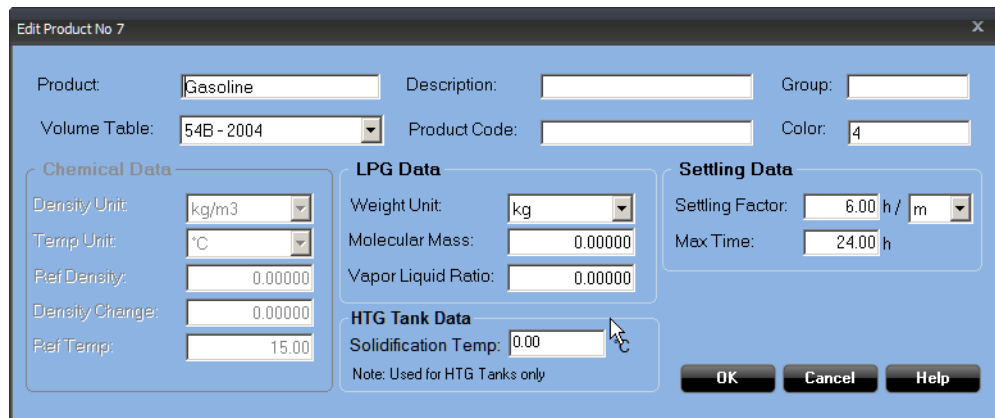 Edit Product No 7 x
Product: Gasoline Description: Group:
Volume Table: 54B - 2004 Product Code: Color: 4
Chemical Data LPG Data Settling Data
Density Unit: kg/m3 Weight Unit: kg Settling Factor: 6.00 h / m
Temp Unit: °C Molecular Mass: 0.00000 Max Time: 24.00 h
Ref Density: 0.00000 Vapor Liquid Ratio: 0.00000
Density Change: 0.00000 HTG Tank Data
Ref Temp: 15.00 Solidification Temp: 0.00 °C
Note: Used for HTG Tanks only
OK Cancel Help